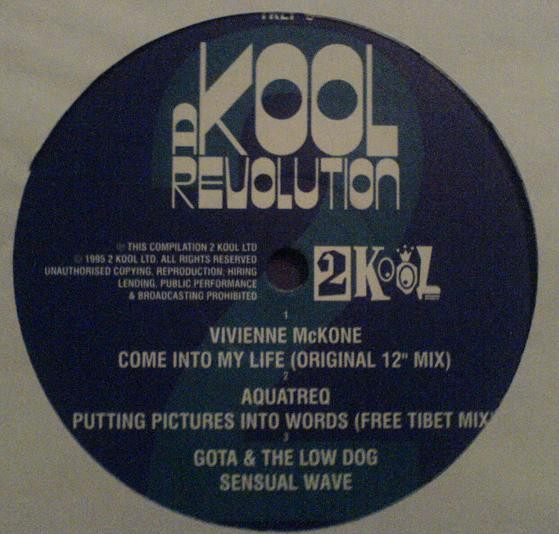 A KOOL
REVOLUTION
℗ THIS COMPILATION 2 KOOL LTD
© 1995 2 KOOL LTD. ALL RIGHTS RESERVED
UNAUTHORISED COPYING, REPRODUCTION, HIRING
LENDING, PUBLIC PERFORMANCE
& BROADCASTING PROHIBITED
2 KOOL
1
VIVIENNE McKONE
COME INTO MY LIFE (ORIGINAL 12" MIX)
2
AQUATREQ
PUTTING PICTURES INTO WORDS (FREE TIBET MIX
3
GOTA & THE LOW DOG
SENSUAL WAVE